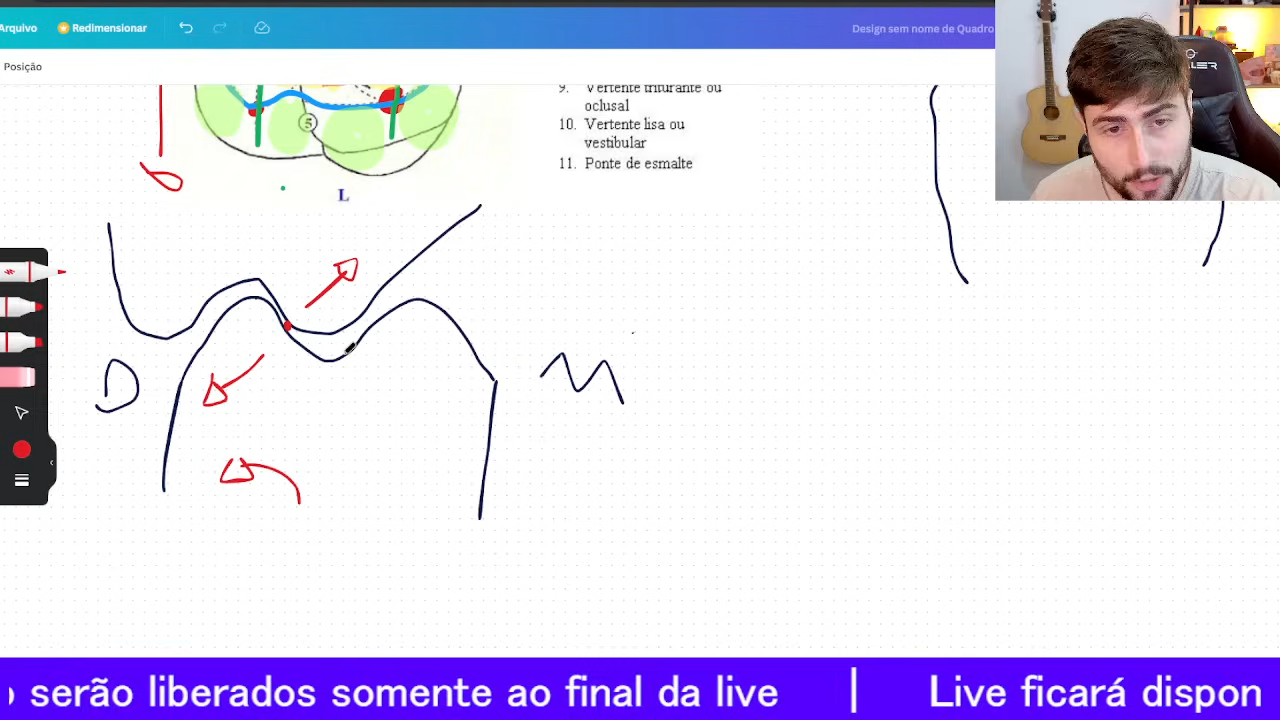 Arquivo
Redimensionar
Design sem nome de Quadro
Posição
9. Vertente triturante ou
oclusal
10. Vertente lisa ou
vestibular
11. Ponte de esmalte
5
L
D
M
serão liberados somente ao final da live | Live ficará dispon